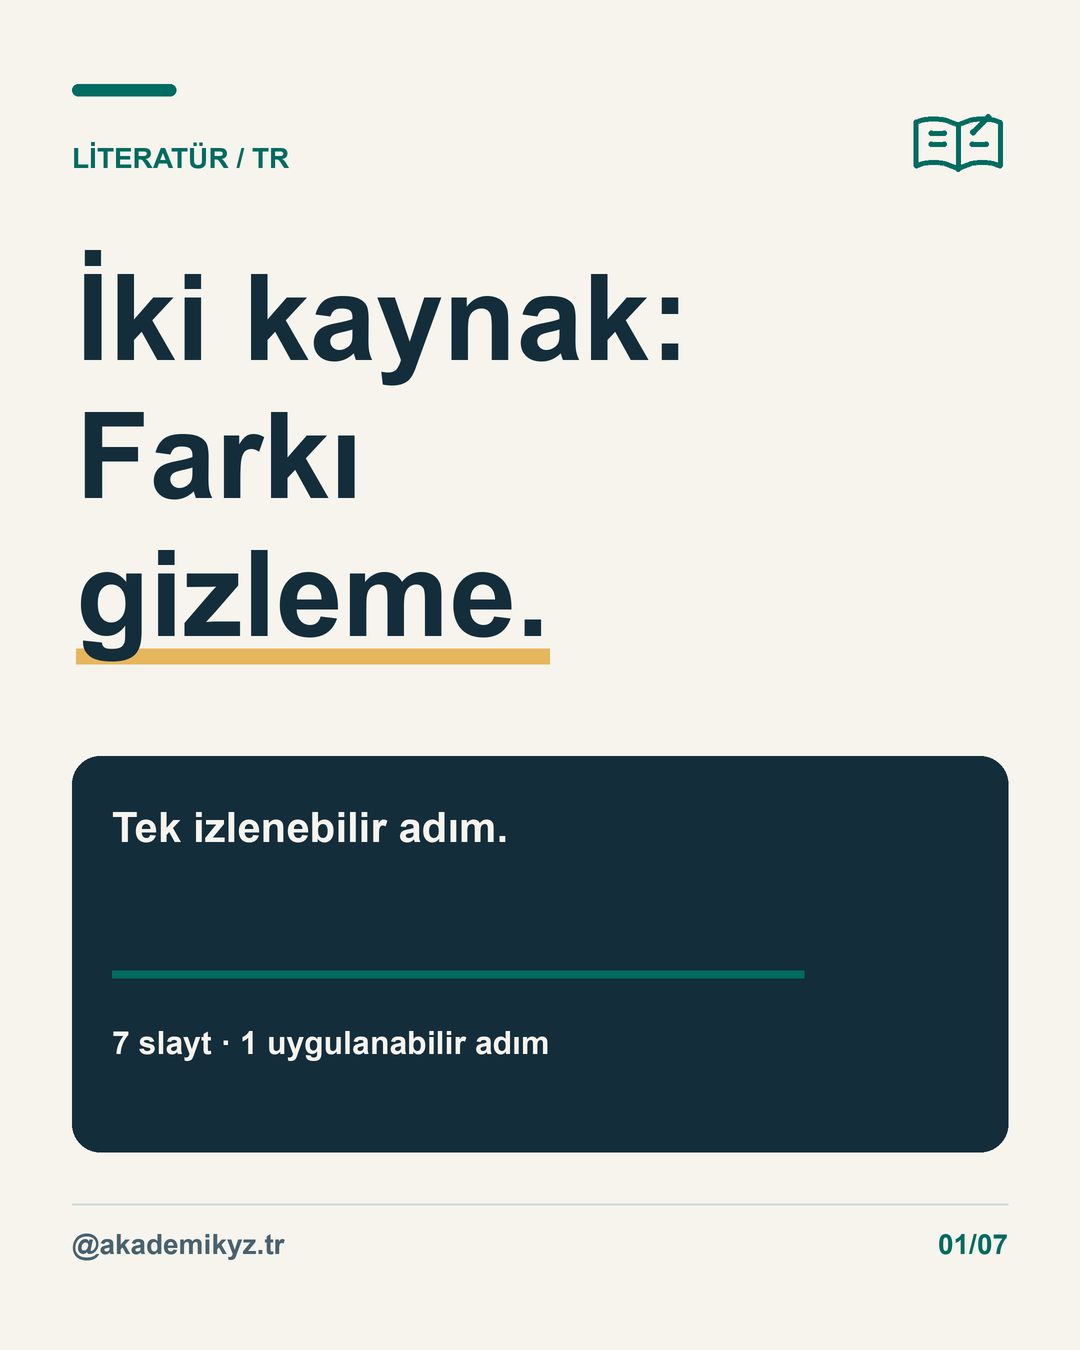 LİTERATÜR / TR
İki kaynak:
Farkı
gizleme.
Tek izlenebilir adım.
7 slayt · 1 uygulanabilir adım
@akademikyz.tr
01/07